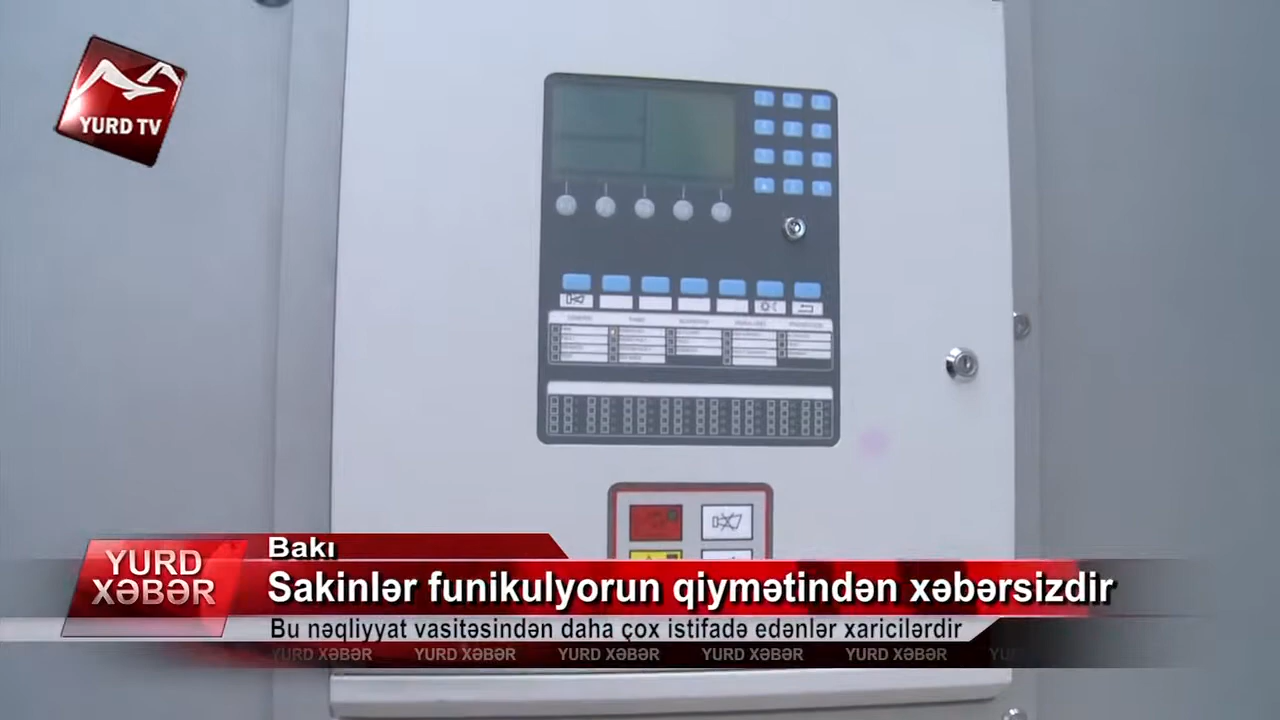 YURD TV
Bakı
YURD
XƏBƏR
Sakinlər funikulyorun qiymətindən xəbərsizdir
Bu nəqliyyat vasitəsindən daha çox istifadə edənlər xaricilərdir
YURD XƏBƏR YURD XƏBƏR YURD XƏBƏR YURD XƏBƏR YURD XƏBƏR